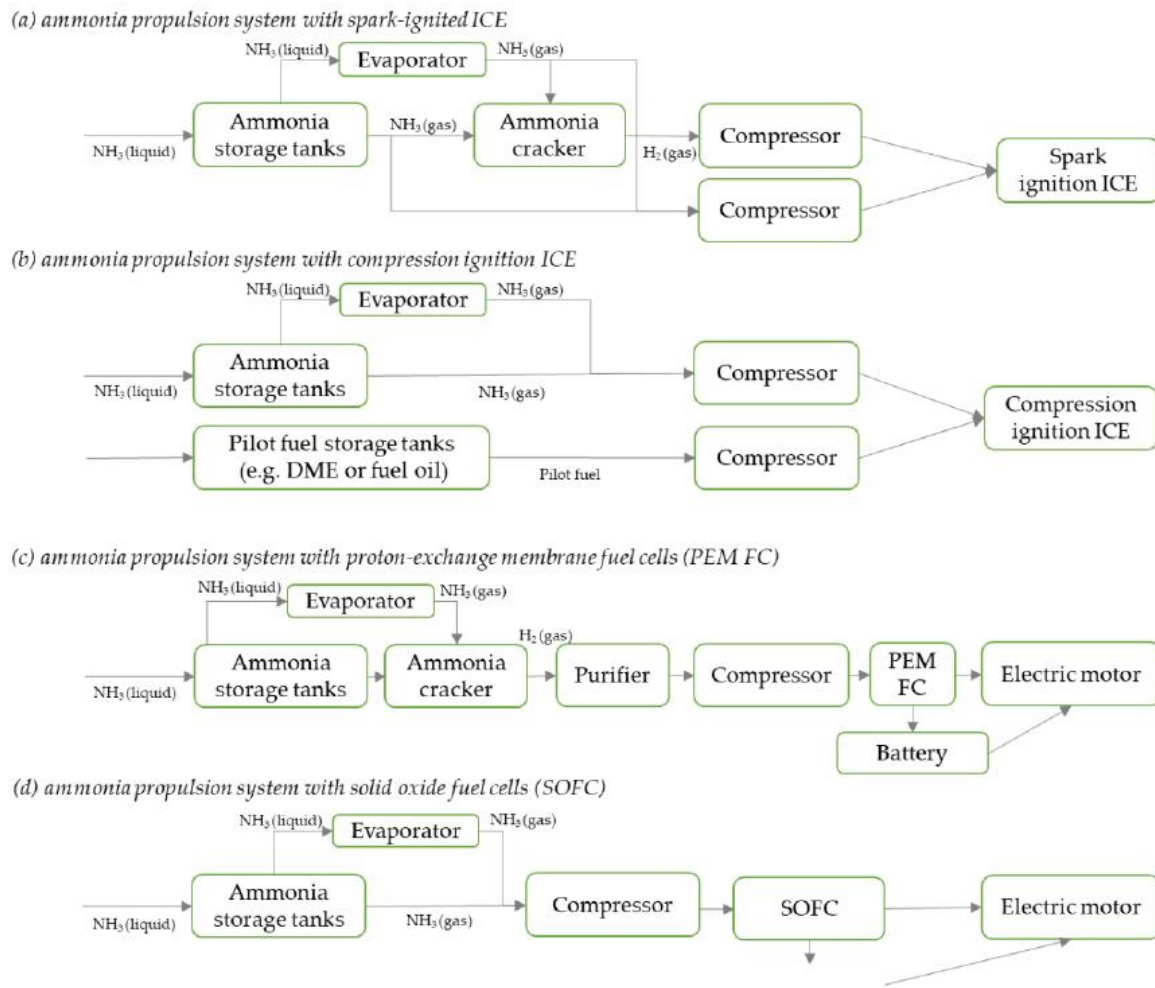 (a) ammonia propulsion system with spark-ignited ICE
NH₃(liquid)
Evaporator
NH₃(gas)
NH₃(liquid)
Ammonia
storage tanks
NH₃(gas)
Ammonia
cracker
H₂(gas)
Compressor
Compressor
Spark
ignition ICE
(b) ammonia propulsion system with compression ignition ICE
NH₃(liquid)
Evaporator
NH₃(gas)
NH₃(liquid)
Ammonia
storage tanks
NH₃(gas)
Compressor
Pilot fuel storage tanks
(e.g. DME or fuel oil)
Pilot fuel
Compressor
Compression
ignition ICE
(c) ammonia propulsion system with proton-exchange membrane fuel cells (PEM FC)
NH₃(liquid)
Evaporator
NH₃(gas)
NH₃(liquid)
Ammonia
storage tanks
Ammonia
cracker
H₂(gas)
Purifier
Compressor
PEM
FC
Electric motor
Battery
(d) ammonia propulsion system with solid oxide fuel cells (SOFC)
NH₃(liquid)
Evaporator
NH₃(gas)
NH₃(liquid)
Ammonia
storage tanks
NH₃(gas)
Compressor
SOFC
Electric motor